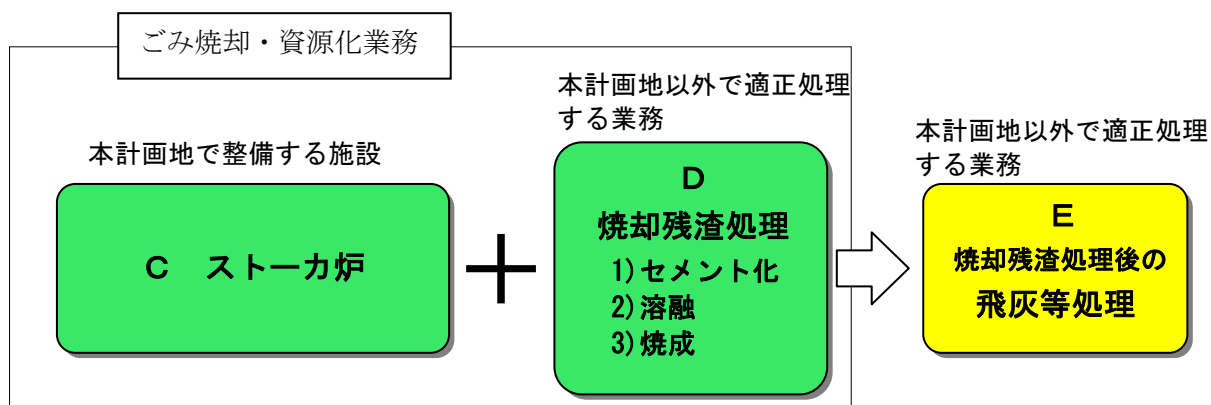 ごみ焼却・資源化業務
本計画地で整備する施設
C ストーカ炉
＋
本計画地以外で適正処理
する業務
D
焼却残渣処理
1)セメント化
2)溶融
3)焼成
本計画地以外で適正処理
する業務
E
焼却残渣処理後の
飛灰等処理